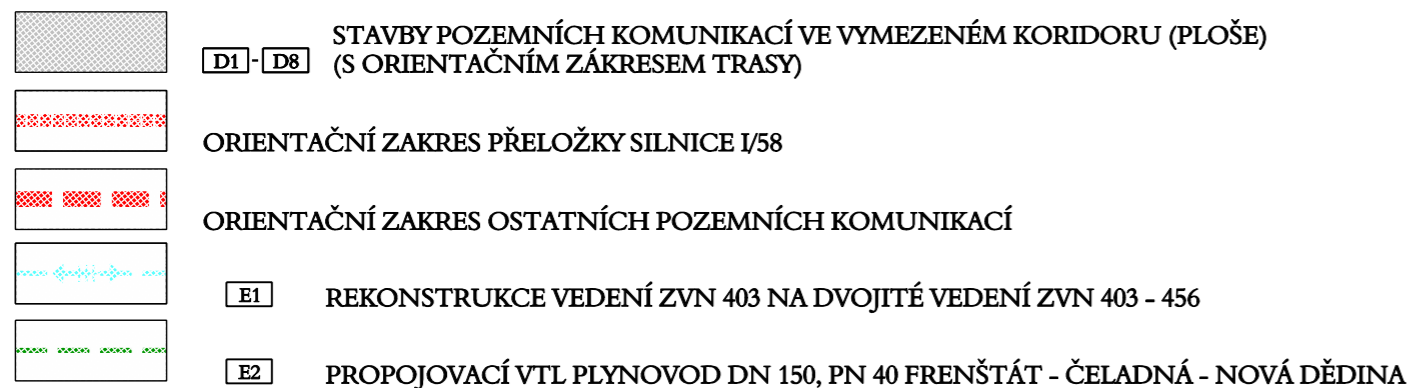 STAVBY POZEMNÍCH KOMUNIKACÍ VE VYMEZENÉM KORIDORU (PLOŠE)
D1 - D8 (S ORIENTAČNÍM ZÁKRESEM TRASY)
ORIENTAČNÍ ZAKRES PŘELOŽKY SILNICE I/58
ORIENTAČNÍ ZAKRES OSTATNÍCH POZEMNÍCH KOMUNIKACÍ
E1 REKONSTRUKCE VEDENÍ ZVN 403 NA DVOJITÉ VEDENÍ ZVN 403 - 456
E2 PROPOJOVACÍ VTL PLYNOVOD DN 150, PN 40 FRENŠTÁT - ČELADNÁ - NOVÁ DĚDINA